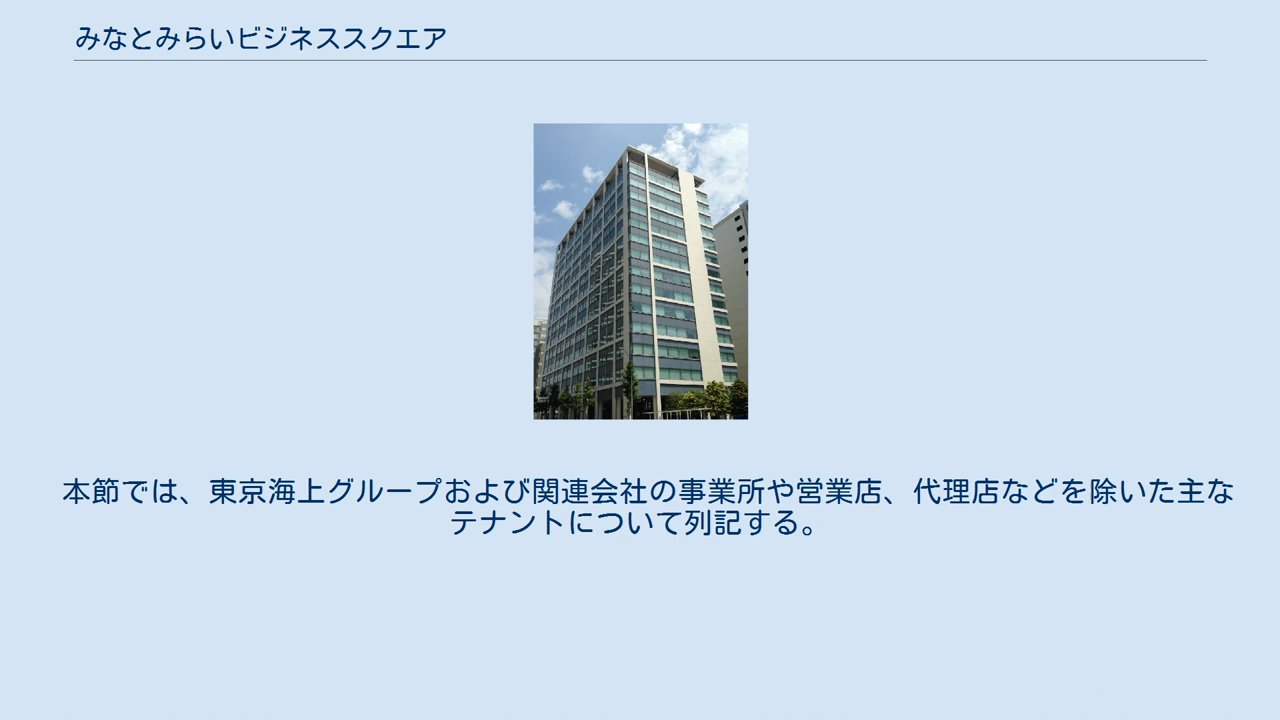 みなとみらいビジネススクエア
本節では、東京海上グループおよび関連会社の事業所や営業店、代理店などを除いた主な
テナントについて列記する。